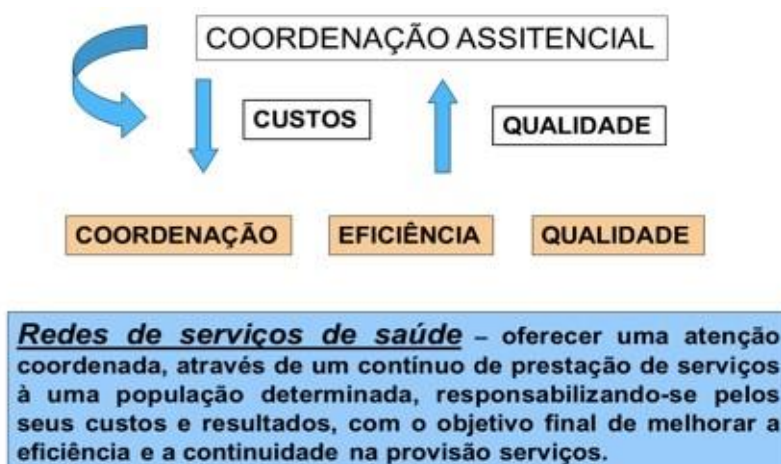 COORDENAÇÃO ASSITENCIAL
CUSTOS
QUALIDADE
COORDENAÇÃO
EFICIÊNCIA
QUALIDADE
Redes de serviços de saúde – oferecer uma atenção
coordenada, através de um contínuo de prestação de serviços
à uma população determinada, responsabilizando-se pelos
seus custos e resultados, com o objetivo final de melhorar a
eficiência e a continuidade na provisão serviços.